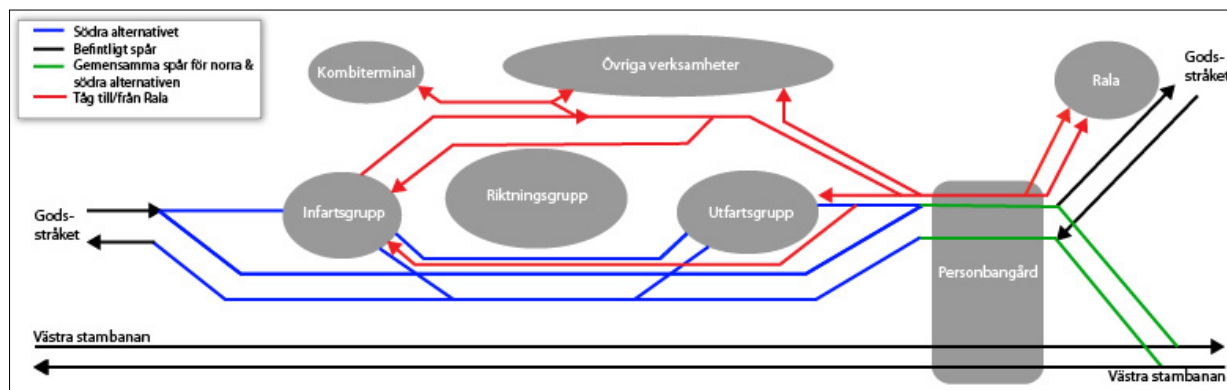 Södra alternativet
Befintligt spår
Gemensamma spår för norra &
södra alternativen
Tåg till/från Rala
Kombiterminal
Övriga verksamheter
Rala
Gods-
stråket
Riktningsgrupp
Infartsgrupp
Utfartsgrupp
Gods-
stråket
Personbangård
Västra stambanan
Västra stambanan